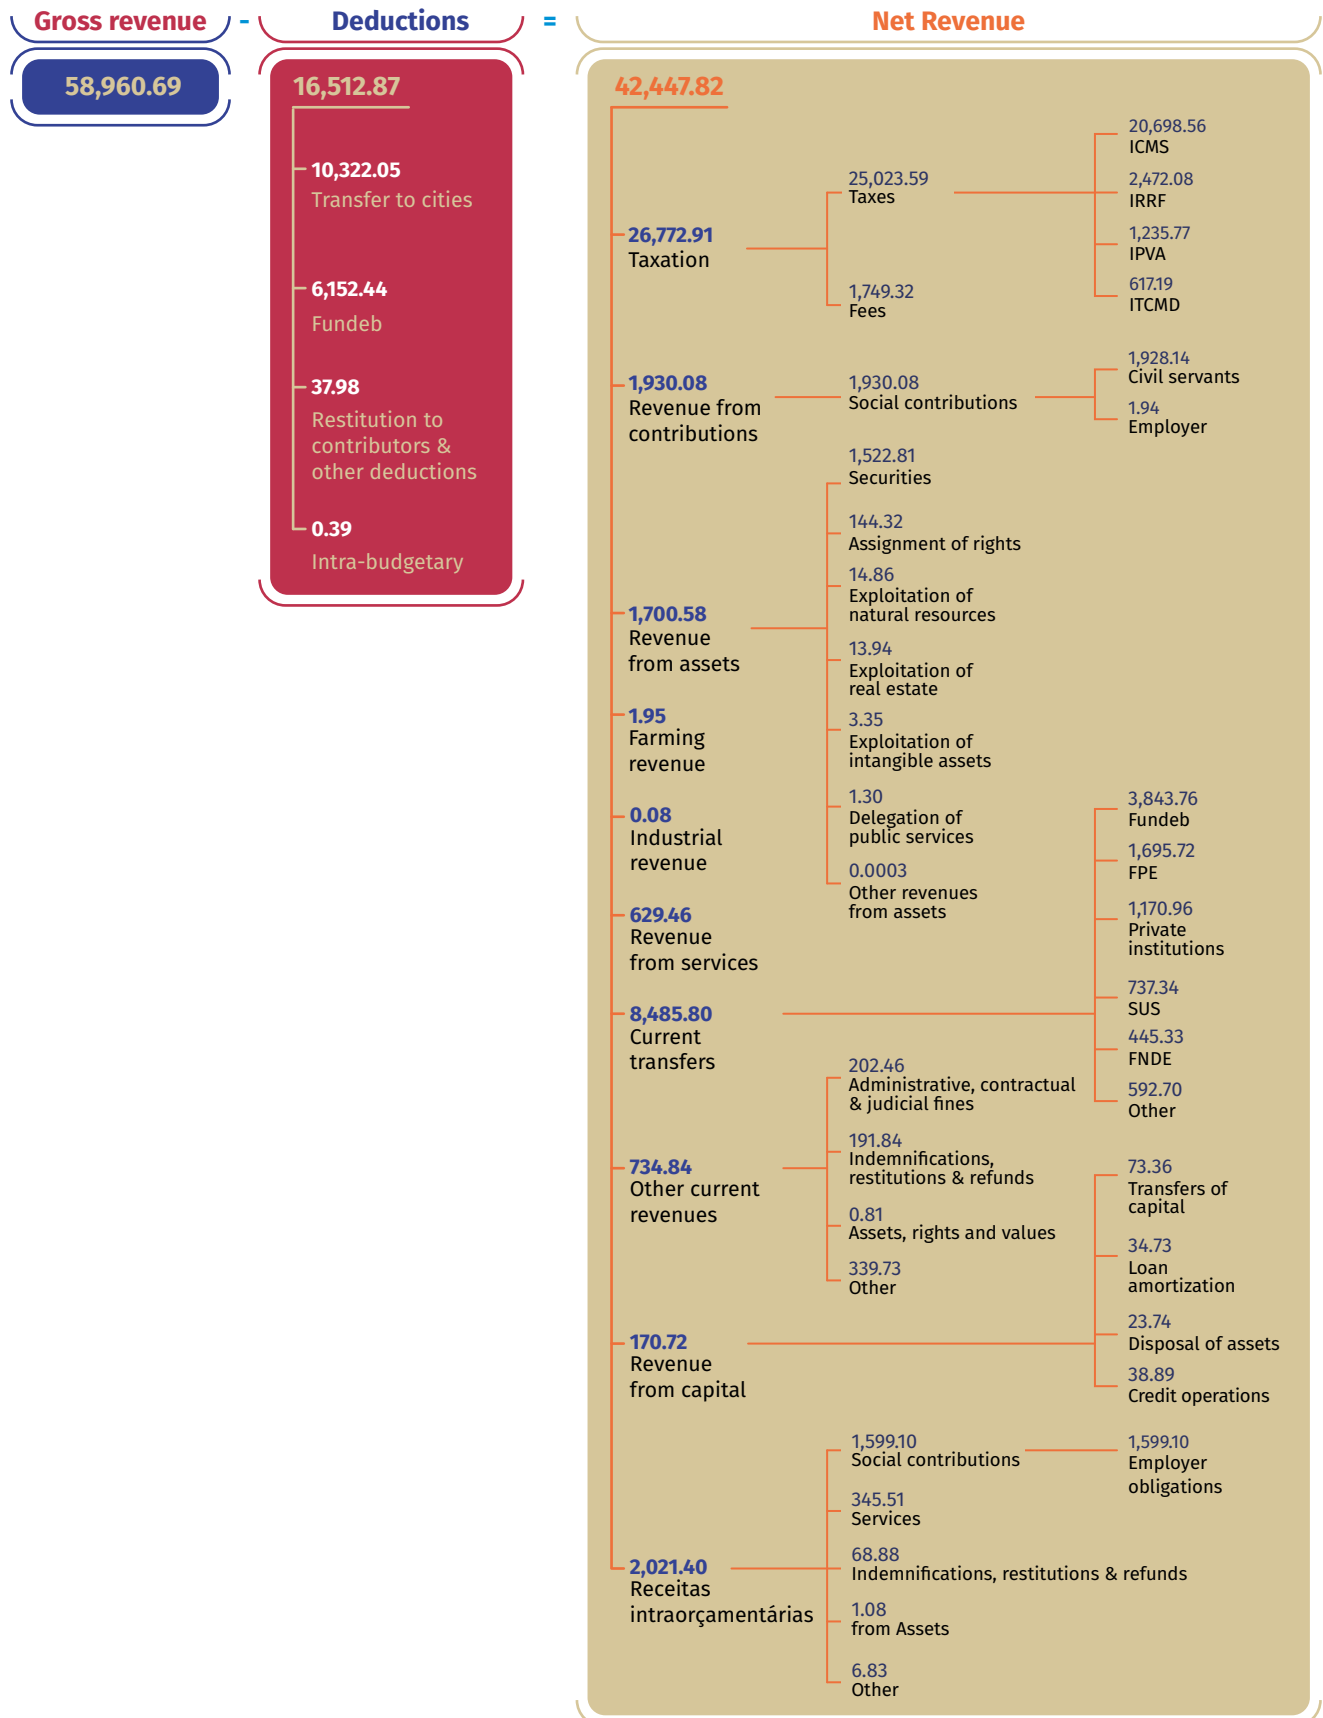 Gross revenue - Deductions = Net Revenue
58,960.69
16,512.87
10,322.05
Transfer to cities
6,152.44
Fundeb
37.98
Restitution to
contributors &
other deductions
0.39
Intra-budgetary
42,447.82
26,772.91
Taxation
25,023.59
Taxes
20,698.56
ICMS
2,472.08
IRRF
1,235.77
IPVA
617.19
ITCMD
1,749.32
Fees
1,930.08
Revenue from
contributions
1,930.08
Social contributions
1,928.14
Civil servants
1.94
Employer
1,700.58
Revenue
from assets
1,522.81
Securities
144.32
Assignment of rights
14.86
Exploitation of
natural resources
13.94
Exploitation of
real estate
3.35
Exploitation of
intangible assets
1.30
Delegation of
public services
0.0003
Other revenues
from assets
1.95
Farming
revenue
0.08
Industrial
revenue
629.46
Revenue
from services
8,485.80
Current
transfers
3,843.76
Fundeb
1,695.72
FPE
1,170.96
Private
institutions
737.34
SUS
445.33
FNDE
592.70
Other
734.84
Other current
revenues
202.46
Administrative, contractual
& judicial fines
191.84
Indemnifications,
restitutions & refunds
0.81
Assets, rights and values
339.73
Other
170.72
Revenue
from capital
73.36
Transfers of
capital
34.73
Loan
amortization
23.74
Disposal of assets
38.89
Credit operations
2,021.40
Receitas
intraorçamentárias
1,599.10
Social contributions
1,599.10
Employer
obligations
345.51
Services
68.88
Indemnifications, restitutions & refunds
1.08
from Assets
6.83
Other